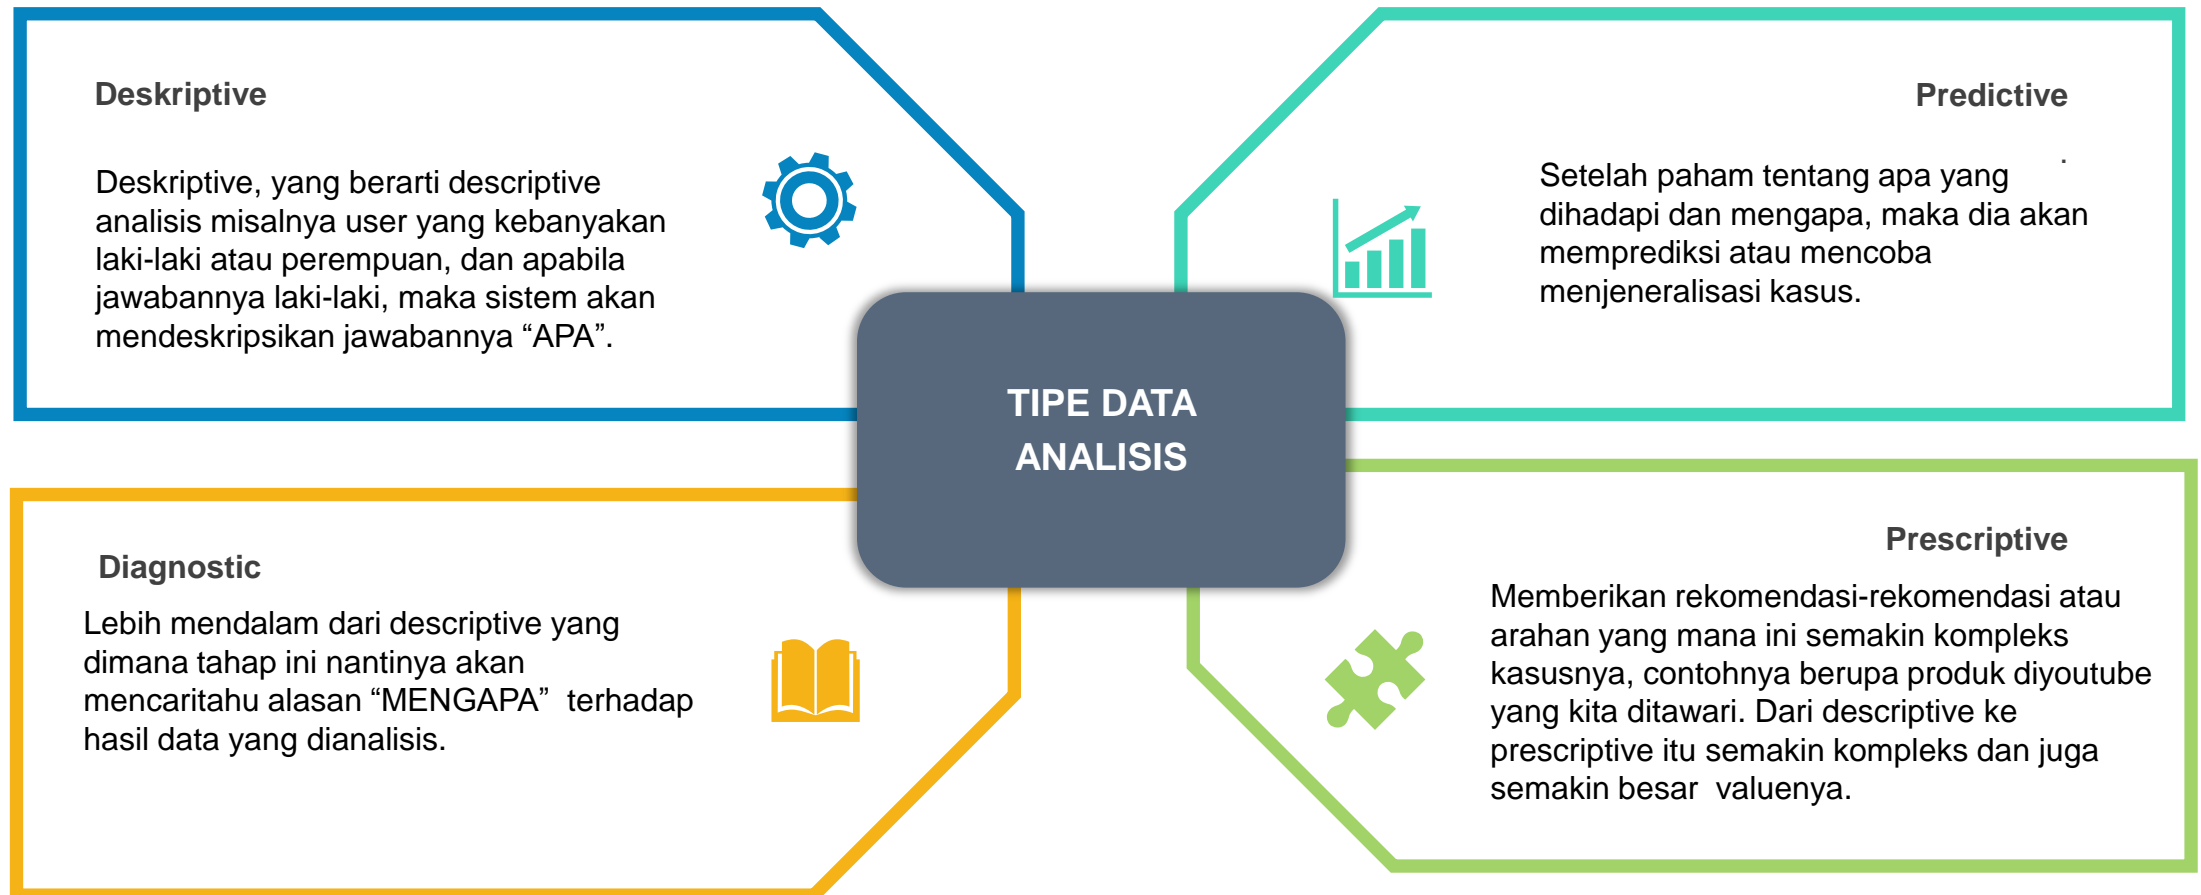 Deskriptive
Deskriptive, yang berarti descriptive
analisis misalnya user yang kebanyakan
laki-laki atau perempuan, dan apabila
jawabannya laki-laki, maka sistem akan
mendeskripsikan jawabannya “APA”.
Predictive
.
Setelah paham tentang apa yang
dihadapi dan mengapa, maka dia akan
memprediksi atau mencoba
menjeneralisasi kasus.
TIPE DATA
ANALISIS
Diagnostic
Lebih mendalam dari descriptive yang
dimana tahap ini nantinya akan
mencaritahu alasan “MENGAPA”  terhadap
hasil data yang dianalisis.
Prescriptive
Memberikan rekomendasi-rekomendasi atau
arahan yang mana ini semakin kompleks
kasusnya, contohnya berupa produk diyoutube
yang kita ditawari. Dari descriptive ke
prescriptive itu semakin kompleks dan juga
semakin besar  valuenya.